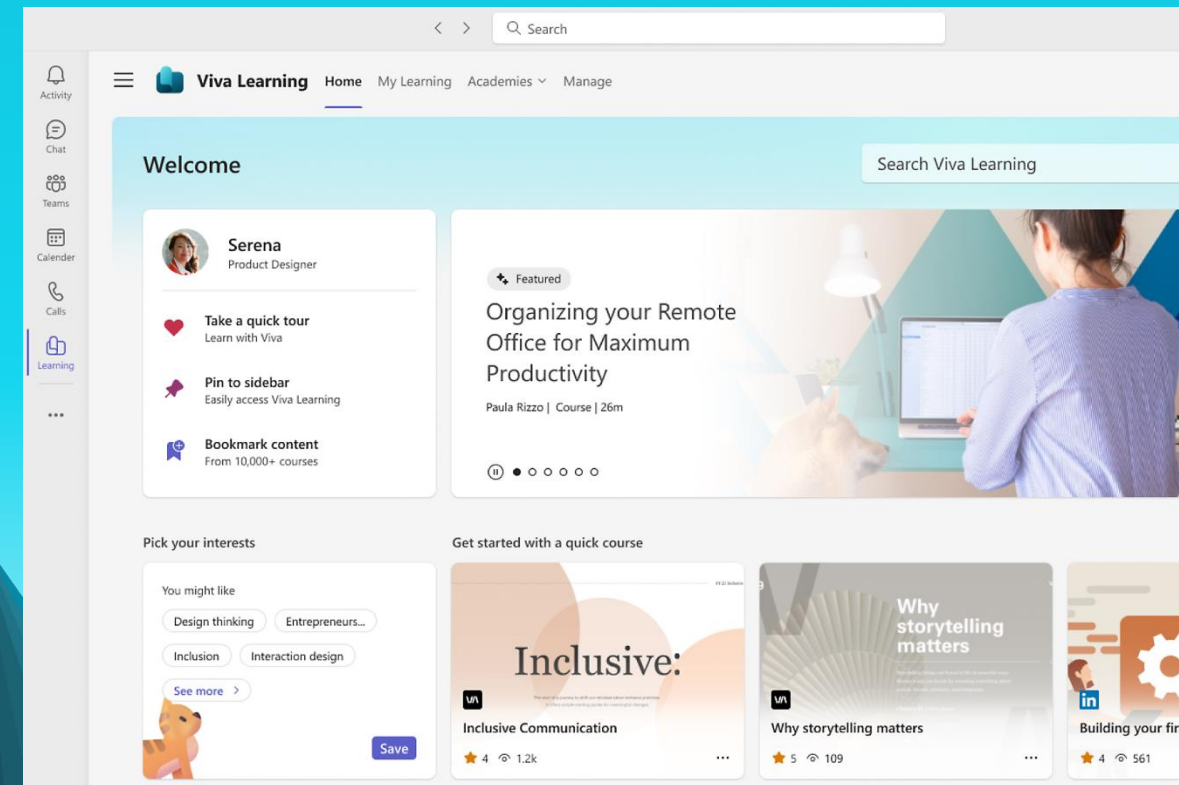 Search
Activity
Chat
Teams
Calender
Calls
Learning
Viva Learning Home My Learning Academies Manage
Welcome
Search Viva Learning
Serena
Product Designer
Take a quick tour
Learn with Viva
Pin to sidebar
Easily access Viva Learning
Bookmark content
From 10,000+ courses
Featured
Organizing your Remote
Office for Maximum
Productivity
Paula Rizzo | Course | 26m
Pick your interests
You might like
Design thinking
Entrepreneurs...
Inclusion
Interaction design
See more
Save
Get started with a quick course
Inclusive:
Inclusive Communication
4 1.2k
Why
storytelling
matters
Why storytelling matters
5 109
in
Building your fir
4 561